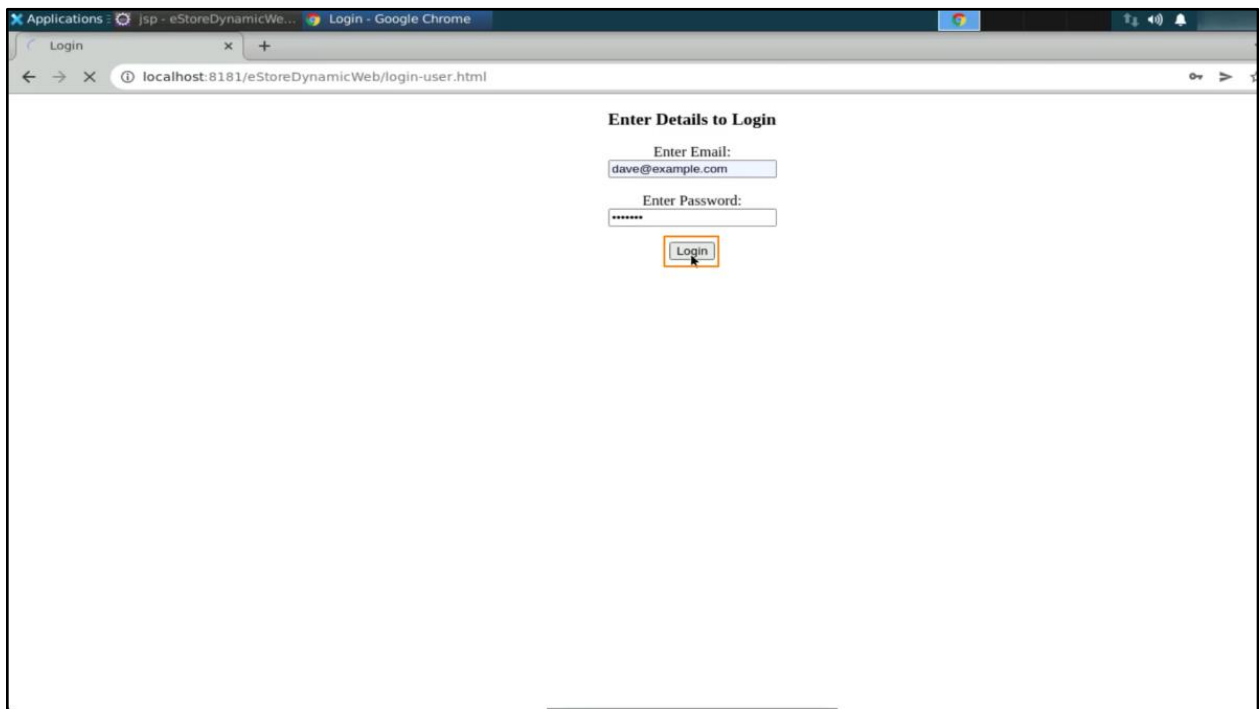 Applications : jsp - eStoreDynamicWe... Login - Google Chrome
Login
localhost:8181/eStoreDynamicWeb/login-user.html
Enter Details to Login
Enter Email:
dave@example.com
Enter Password:
•••••••
Login